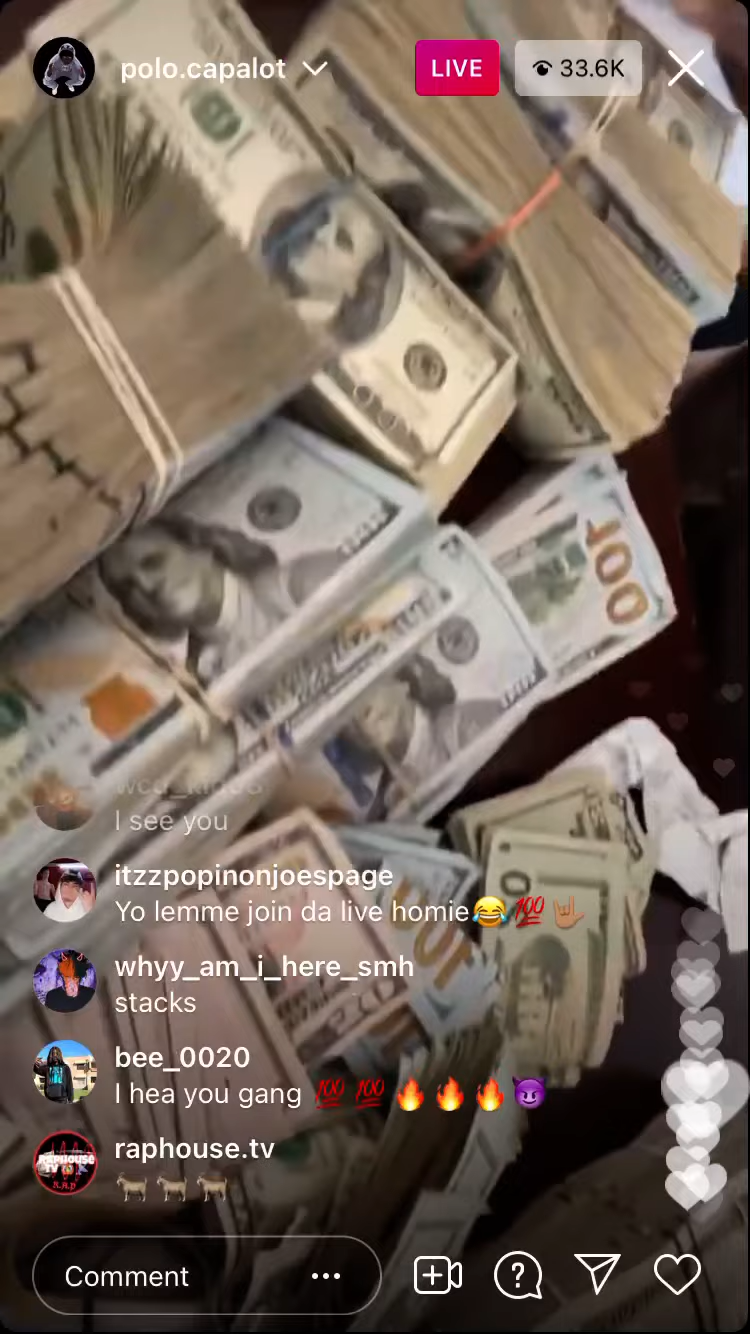 polo.capalot
LIVE
33.6K
100
I see you
itzzpopinonjoespage
Yo lemme join da live homie😂💯🤟🏼
whyy_am_i_here_smh
stacks
bee_0020
I hea you gang 💯 💯 🔥 🔥 🔥 😈
raphouse.tv
🐐 🐐 🐐
Comment